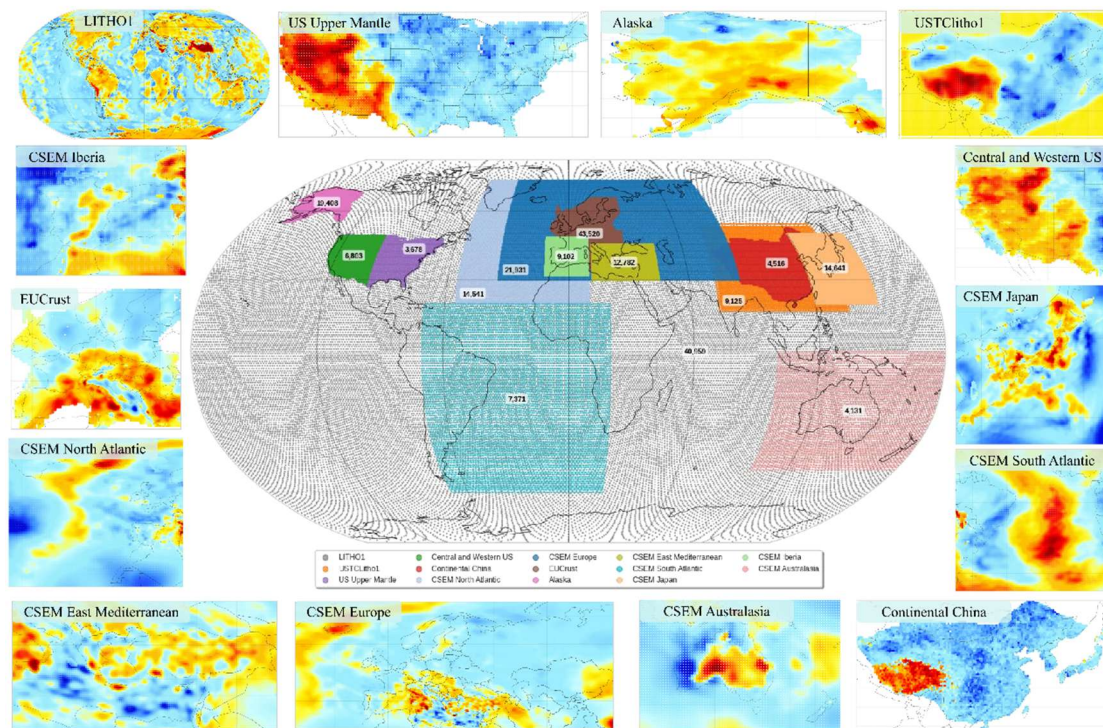 LITHO1
US Upper Mantle
Alaska
USTClitho1
CSEM Iberia
Central and Western US
10,408
6,803
3,678
43,520
9,102
12,782
21,931
14,541
4,516
14,641
9,125
40,959
7,371
4,131
EUCrust
CSEM Japan
CSEM North Atlantic
CSEM South Atlantic
LITHO1
Central and Western US
CSEM Europe
CSEM East Mediterranean
CSEM Iberia
USTCLitho1
Continental China
EUCrust
CSEM South Atlantic
CSEM Australasia
US Upper Mantle
CSEM North Atlantic
Alaska
CSEM Japan
CSEM East Mediterranean
CSEM Europe
CSEM Australasia
Continental China